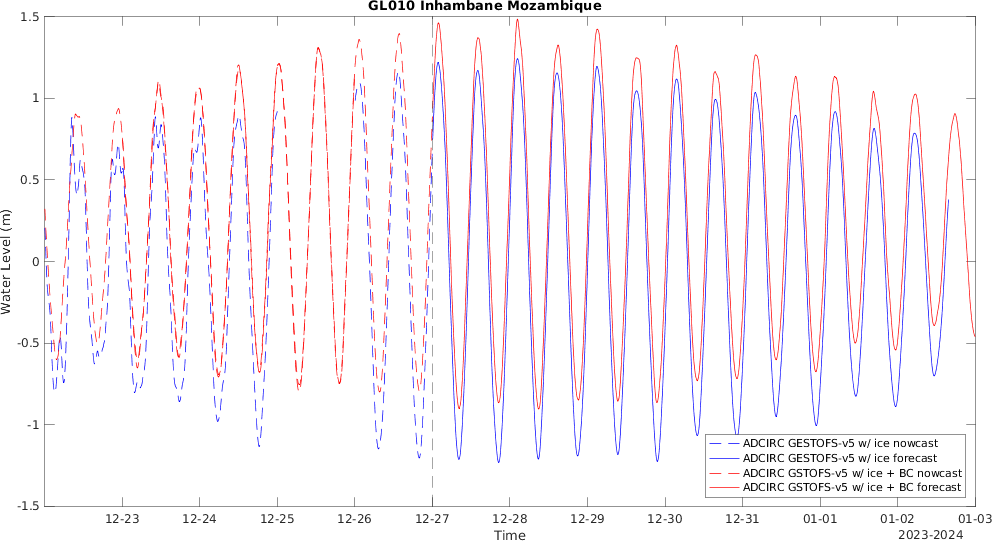 GL010 Inhambane Mozambique
Water Level (m)
1.5
1
0.5
0
-0.5
-1
-1.5
ADCIRC GESTOFS-v5 w/ ice nowcast
ADCIRC GESTOFS-v5 w/ ice forecast
ADCIRC GSTOFS-v5 w/ ice + BC nowcast
ADCIRC GSTOFS-v5 w/ ice + BC forecast
12-23 12-24 12-25 12-26 12-27 12-28 12-29 12-30 12-31 01-01 01-02 01-03
Time
2023-2024